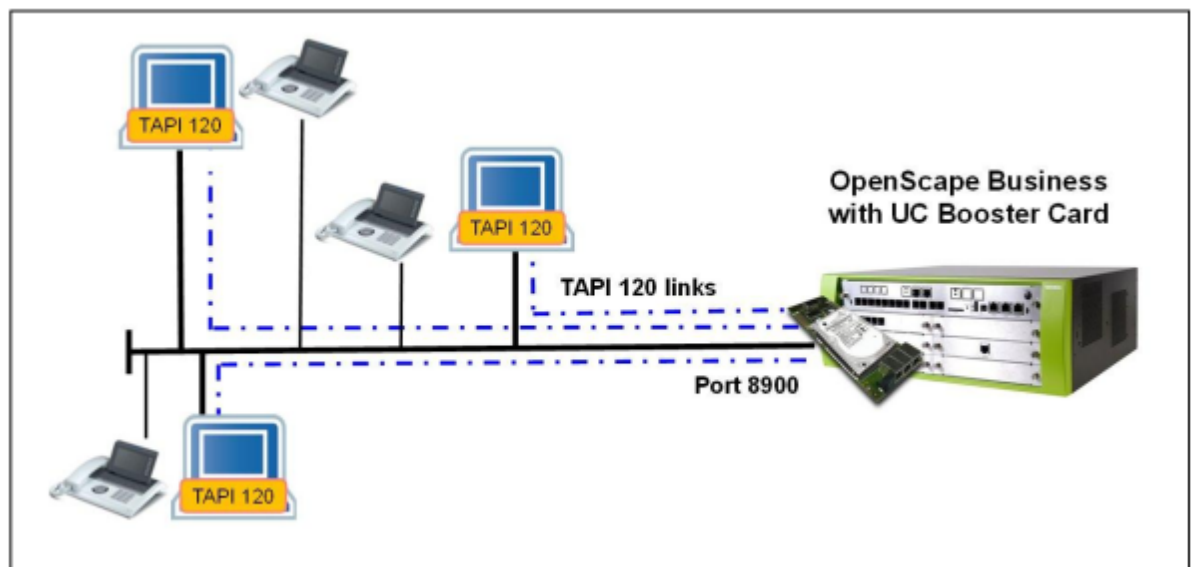 TAPI 120
TAPI 120
OpenScape Business
with UC Booster Card
TAPI 120 links
Port 8900
TAPI 120